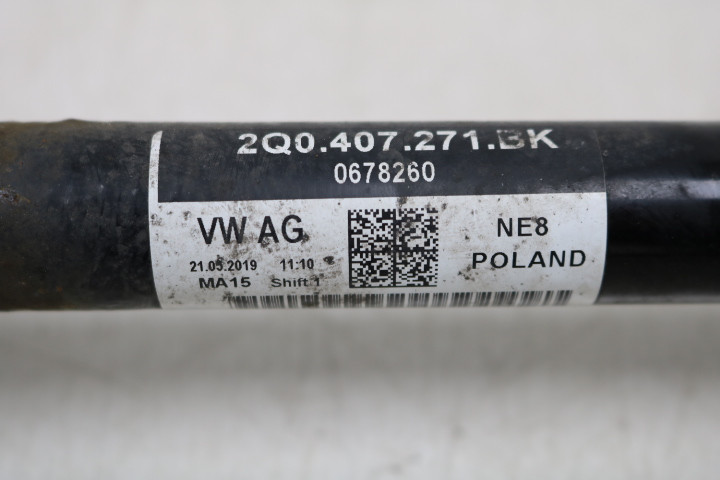 2Q0.407.271.BK
0678260
VW AG
NE8
21.05.2019 11:10
POLAND
MA15 Shift 1